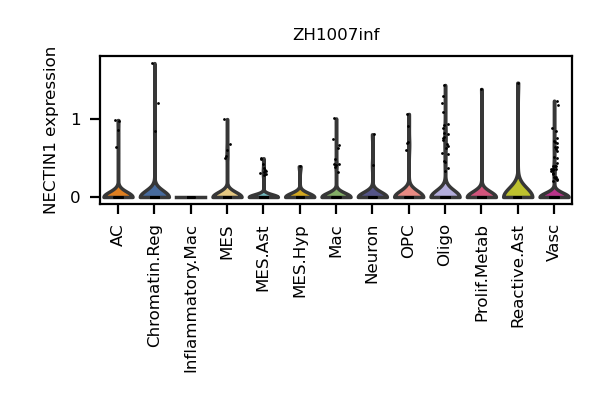 ZH1007inf
NECTIN1 expression
1
0
AC
Chromatin.Reg
Inflammatory.Mac
MES
MES.Ast
MES.Hyp
Mac
Neuron
OPC
Oligo
Prolif.Metab
Reactive.Ast
Vasc